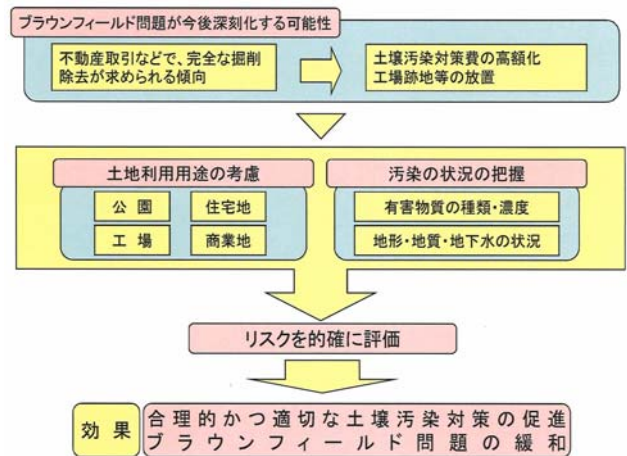 ブラウンフィールド問題が今後深刻化する可能性
不動産取引などで、完全な掘削
除去が求められる傾向
土壌汚染対策費の高額化
工場跡地等の放置
土地利用用途の考慮
公園
住宅地
工場
商業地
汚染の状況の把握
有害物質の種類・濃度
地形・地質・地下水の状況
リスクを的確に評価
効果
合理的かつ適切な土壌汚染対策の促進
ブラウンフィールド問題の緩和